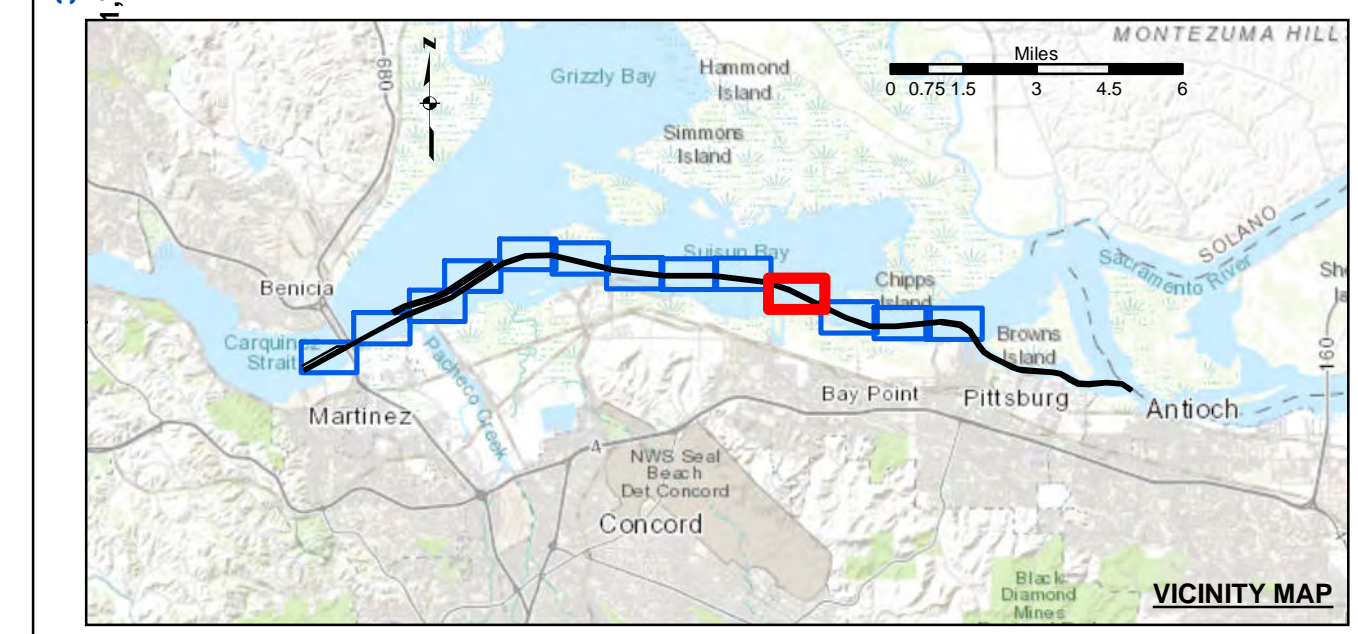 MONTEZUMA HILL
Miles
0 0.75 1.5 3 4.5 6
N
680
Grizzly Bay
Hammond
Island
Simmons
Island
SOLANO
Sacramento River
Suisun Bay
Benicia
Chipps
Island
Carquinez
Strait
Browns
Island
160
Pacheco Creek
Martinez
Bay Point
Pittsburg
Antioch
4
NWS Seal
Beach
Det Concord
Concord
Black
Diamond
Mines
VICINITY MAP